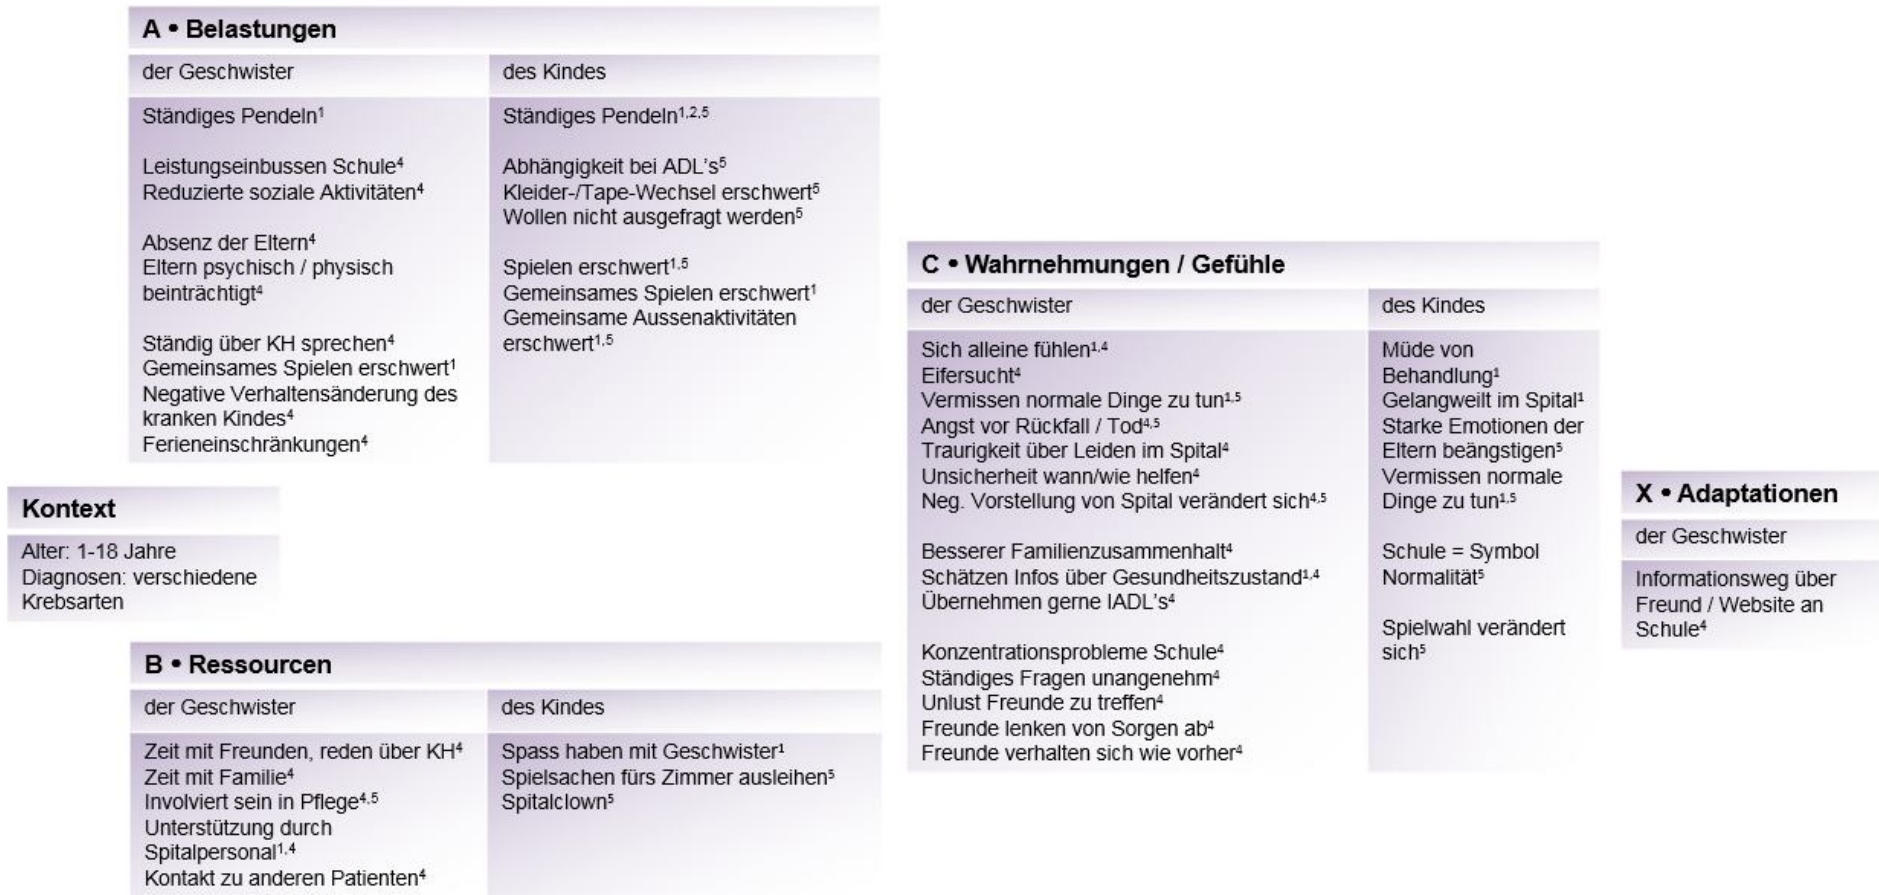 A • Belastungen
der Geschwister
Ständiges Pendeln¹
Leistungseinbussen Schule⁴
Reduzierte soziale Aktivitäten⁴
Absenz der Eltern⁴
Eltern psychisch / physisch
beinträchtigt⁴
Ständig über KH sprechen⁴
Gemeinsames Spielen erschwert¹
Negative Verhaltensänderung des
kranken Kindes⁴
Ferieneinschränkungen⁴
des Kindes
Ständiges Pendeln¹,²,⁵
Abhängigkeit bei ADL's⁵
Kleider-/Tape-Wechsel erschwert⁵
Wollen nicht ausgefragt werden⁵
Spielen erschwert¹,⁵
Gemeinsames Spielen erschwert¹
Gemeinsame Aussenaktivitäten
erschwert¹,⁵
Kontext
Alter: 1-18 Jahre
Diagnosen: verschiedene
Krebsarten
B • Ressourcen
der Geschwister
Zeit mit Freunden, reden über KH⁴
Zeit mit Familie⁴
Involviert sein in Pflege⁴,⁵
Unterstützung durch
Spitalpersonal¹,⁴
Kontakt zu anderen Patienten⁴
des Kindes
Spass haben mit Geschwister¹
Spielsachen fürs Zimmer ausleihen⁵
Spitalclown⁵
C • Wahrnehmungen / Gefühle
der Geschwister
Sich alleine fühlen¹,⁴
Eifersucht⁴
Vermissen normale Dinge zu tun¹,⁵
Angst vor Rückfall / Tod⁴,⁵
Traurigkeit über Leiden im Spital⁴
Unsicherheit wann/wie helfen⁴
Neg. Vorstellung von Spital verändert sich⁴,⁵
Besserer Familienzusammenhalt⁴
Schätzen Infos über Gesundheitszustand¹,⁴
Übernehmen gerne IADL's⁴
Konzentrationsprobleme Schule⁴
Ständiges Fragen unangenehm⁴
Unlust Freunde zu treffen⁴
Freunde lenken von Sorgen ab⁴
Freunde verhalten sich wie vorher⁴
des Kindes
Müde von
Behandlung¹
Gelangweilt im Spital¹
Starke Emotionen der
Eltern beängstigen⁵
Vermissen normale
Dinge zu tun¹,⁵
Schule = Symbol
Normalität⁵
Spielwahl verändert
sich⁵
X • Adaptationen
der Geschwister
Informationsweg über
Freund / Website an
Schule⁴